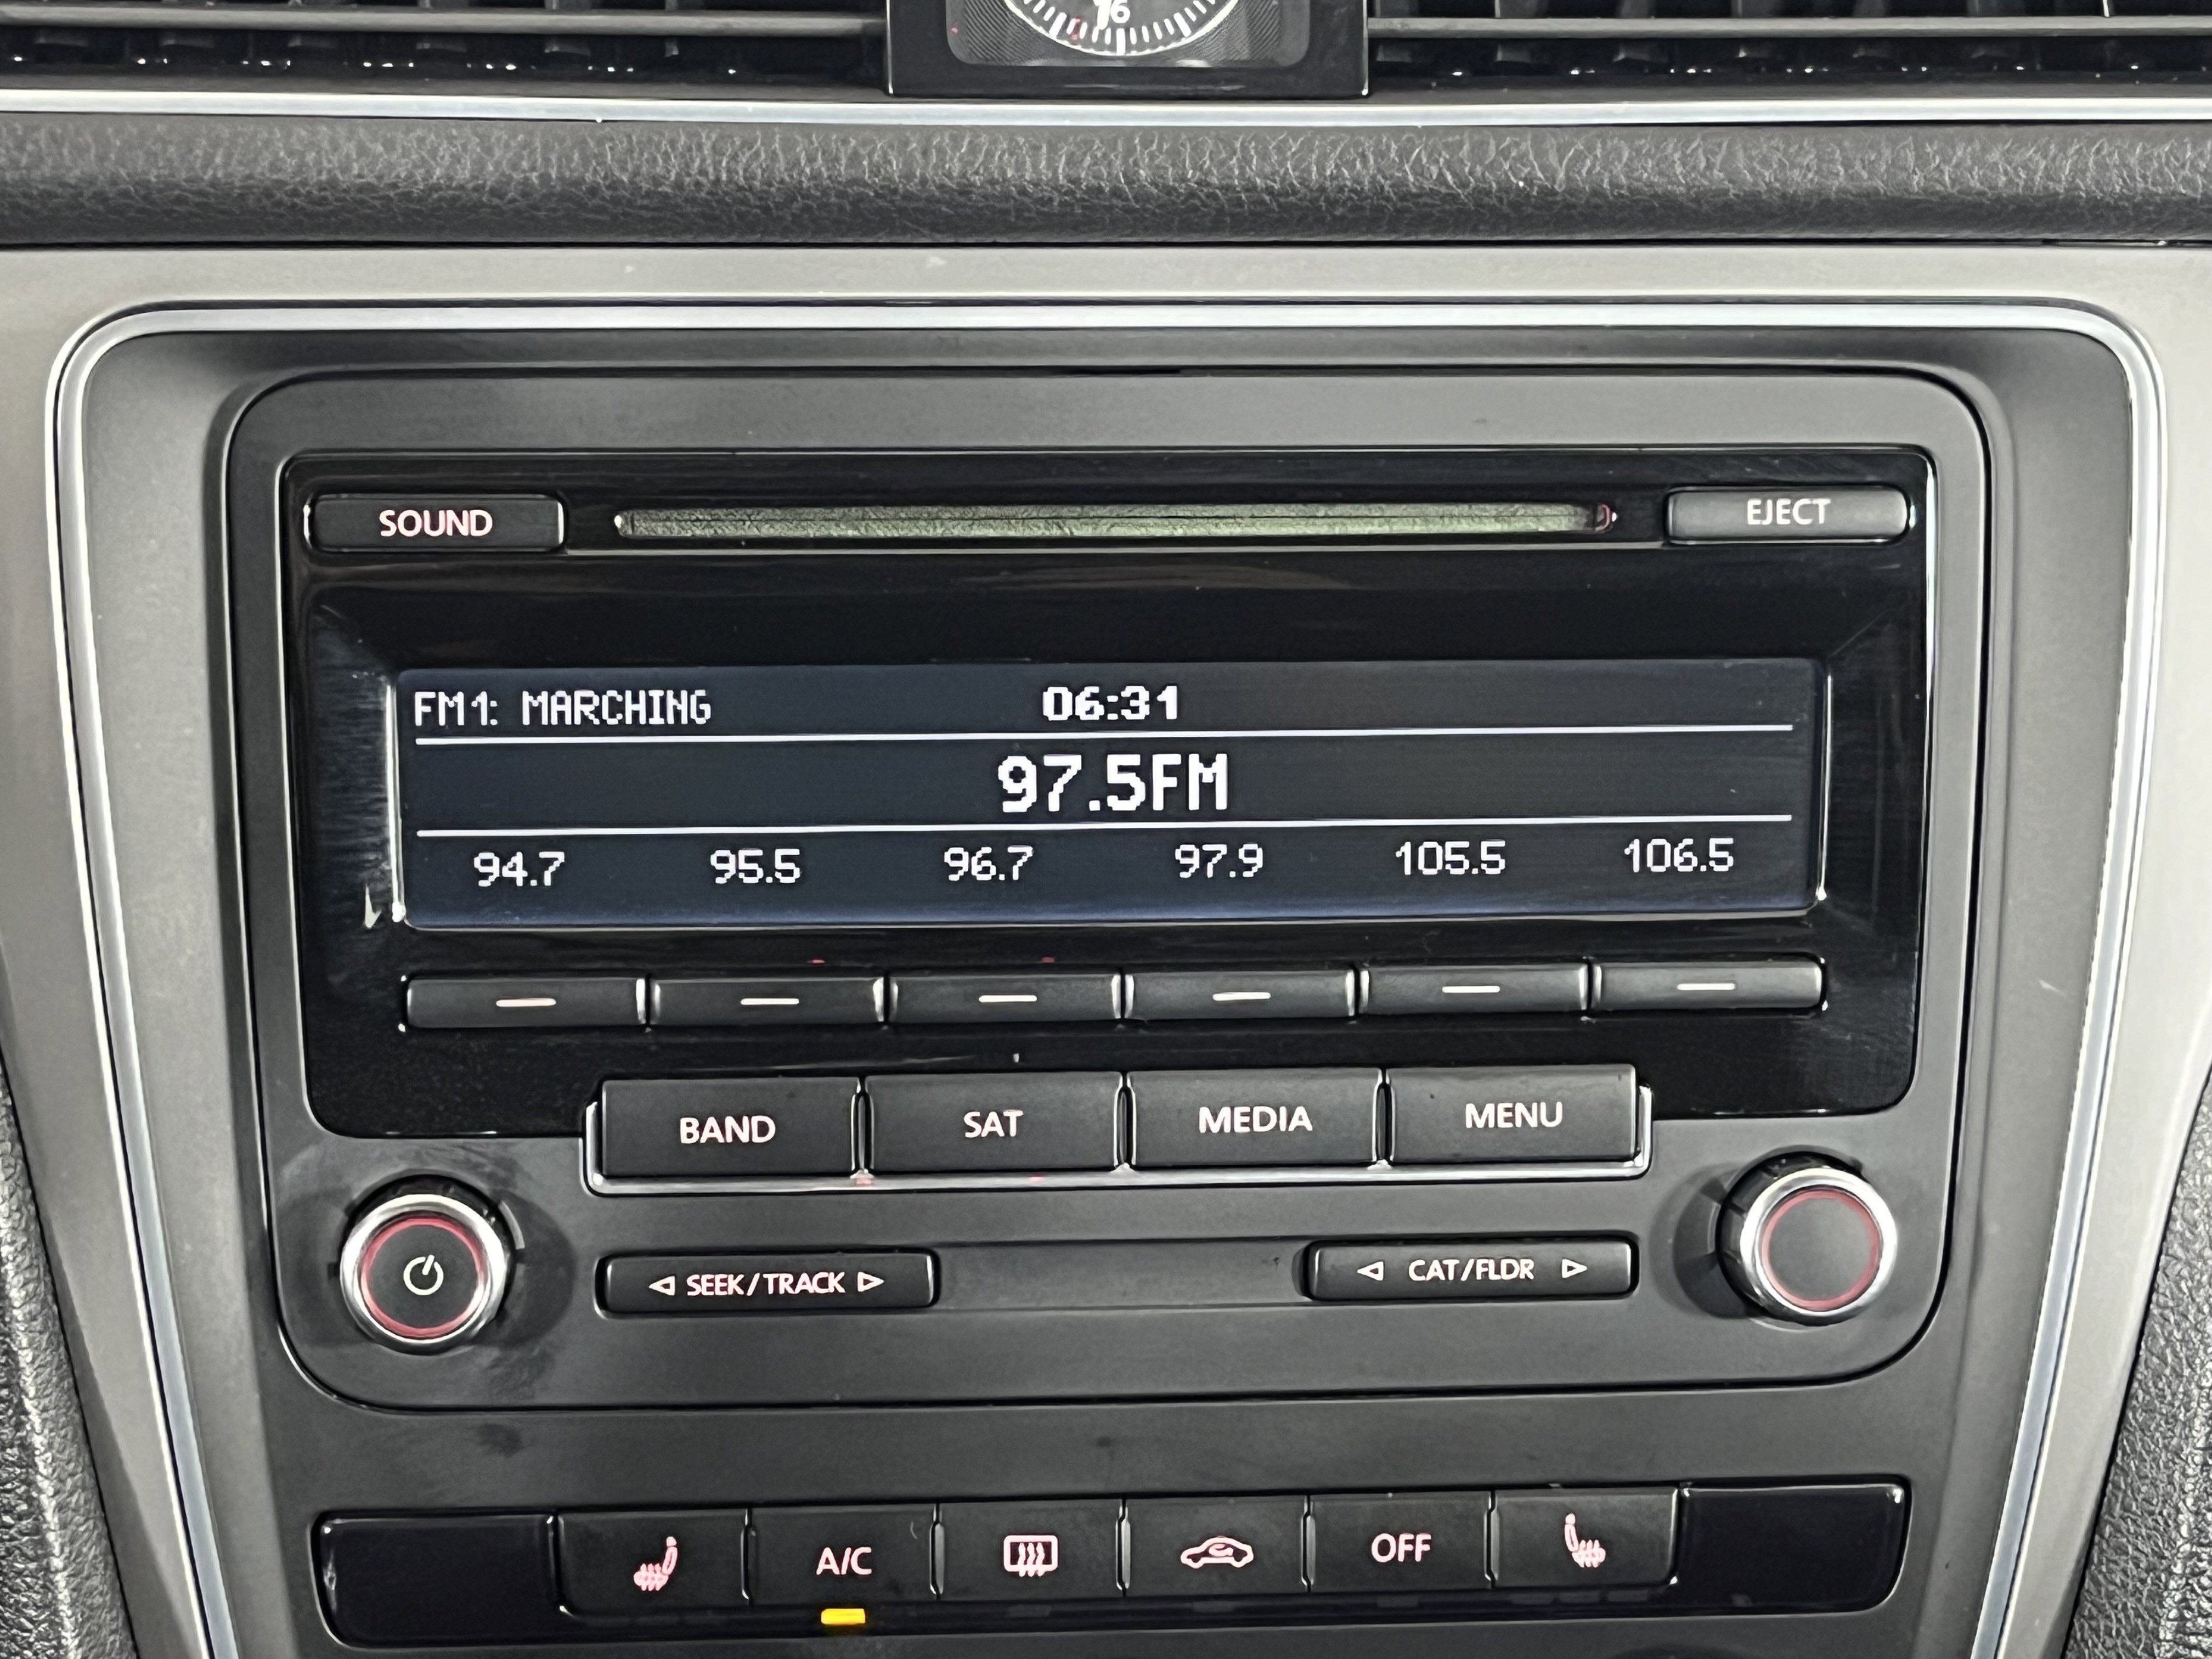 6
SOUND
EJECT
FM1: MARCHING 06:31
97.5FM
94.7 95.5 96.7 97.9 105.5 106.5
BAND SAT MEDIA MENU
SEEK/TRACK CAT/FLDR
A/C OFF